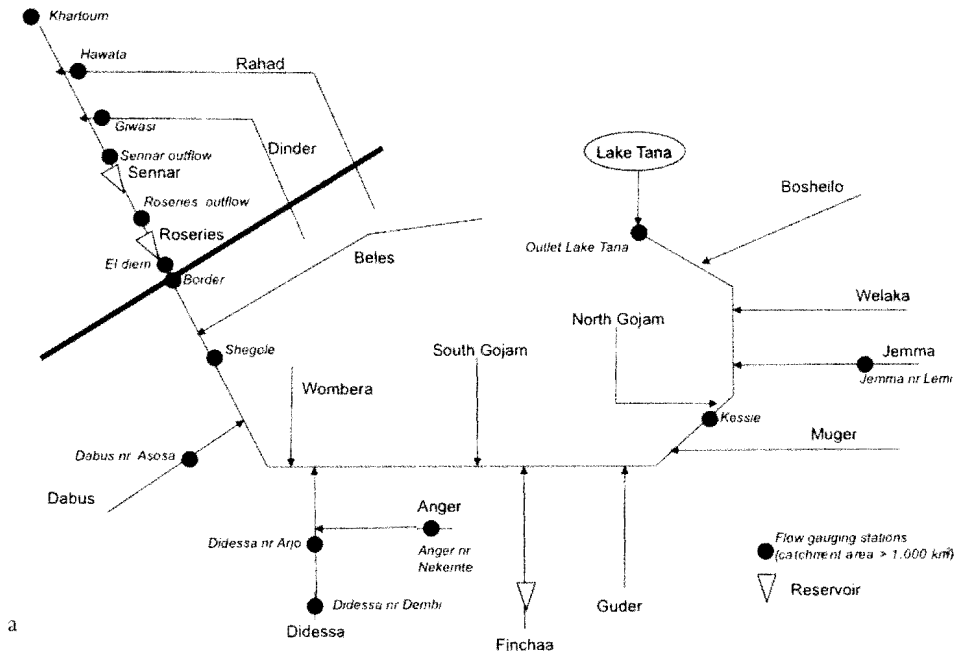 Khartoum
Hawata
Rahad
Giwasi
Dinder
Sennar outflow
Sennar
Lake Tana
Bosheilo
Roseries outflow
Roseries
Outlet Lake Tana
El diem
Border
Beles
Welaka
North Gojam
Shegole
South Gojam
Jemma
Jemma nr Lemi
Wombera
Kessie
Muger
Dabus nr Asosa
Dabus
Anger
Didessa nr Arjo
Anger nr
Nekemte
Flow gauging stations
(catchment area > 1.000 km²)
Reservoir
Didessa nr Dembi
Didessa
Guder
Finchaa
a